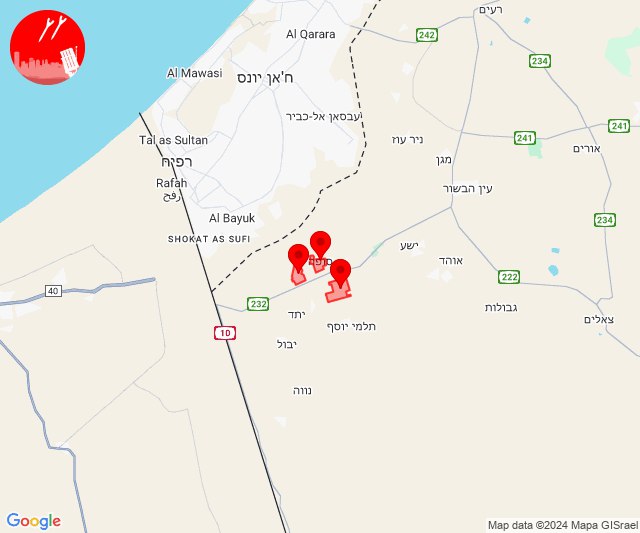 רעים
Al Qarara
242
234
Al Mawasi
ח'אן יונס
עבסאן אל-כביר
241
241
Tal as Sultan
ניר עוז
אורים
רפיח
מגן
Rafah
رفح
עין הבשור
234
Al Bayuk
SHOKAT AS SUFI
ישע
אוהד
222
40
232
גבולות
יתד
צאלים
תלמי יוסף
10
יבול
נווה
Google
Map data ©2024 Mapa GISrael